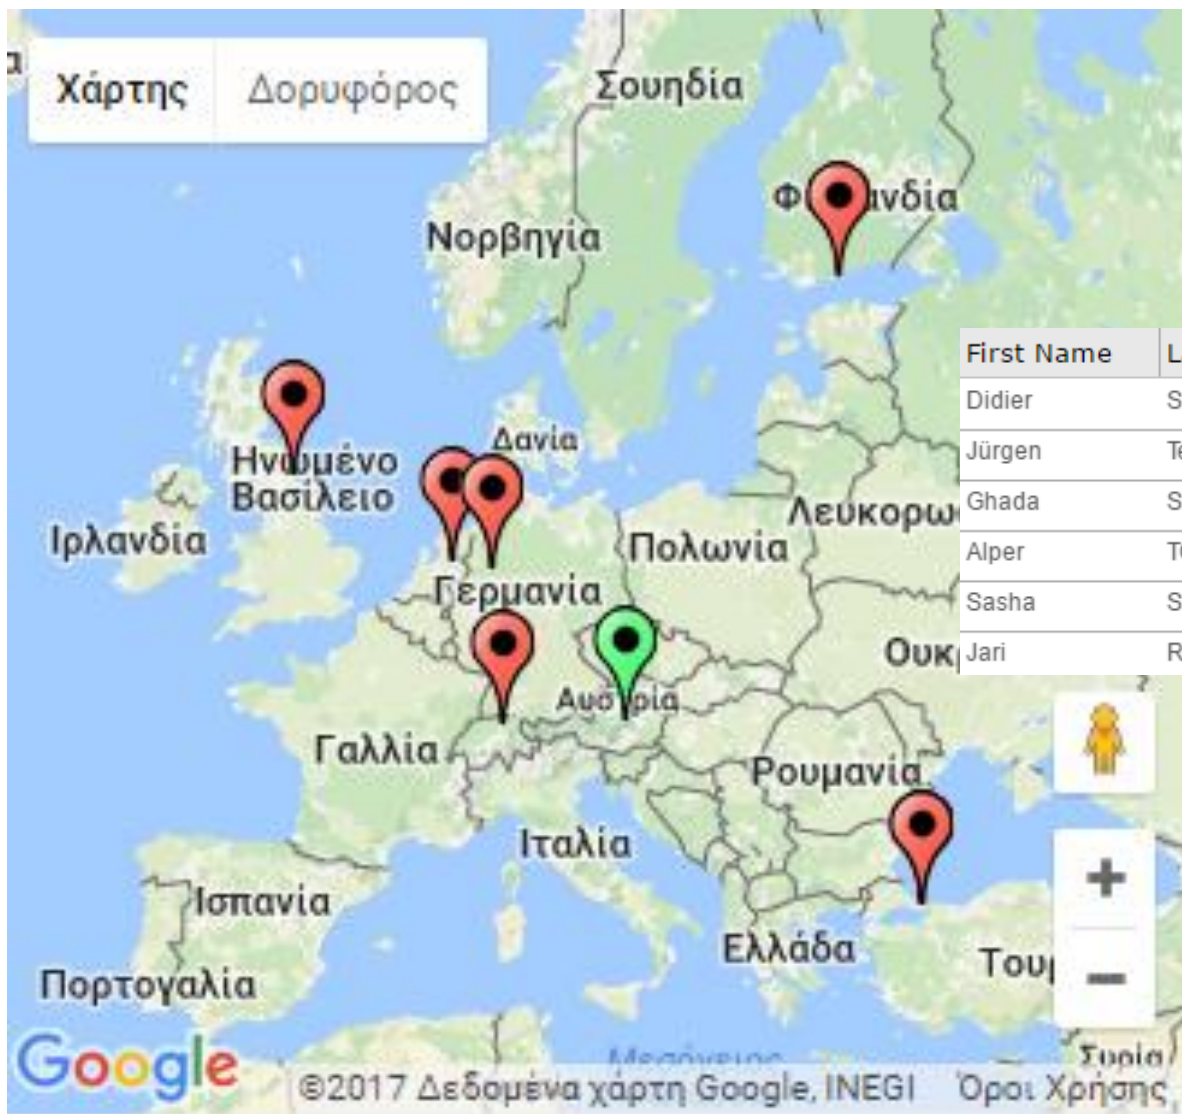 Χάρτης Δορυφόρος
Σουηδία
Νορβηγία
First Name
Didier
Jürgen
Ghada
Alper
Sasha
Jari
Δανία
Ηνωμένο
Βασίλειο
Ιρλανδία
Πολωνία
Γερμανία
Γαλλία
Ρουμανία
Ιταλία
Ισπανία
Ελλάδα
Πορτογαλία
Συρία
Google
©2017 Δεδομένα χάρτη Google, INEGI Όροι Χρήσης